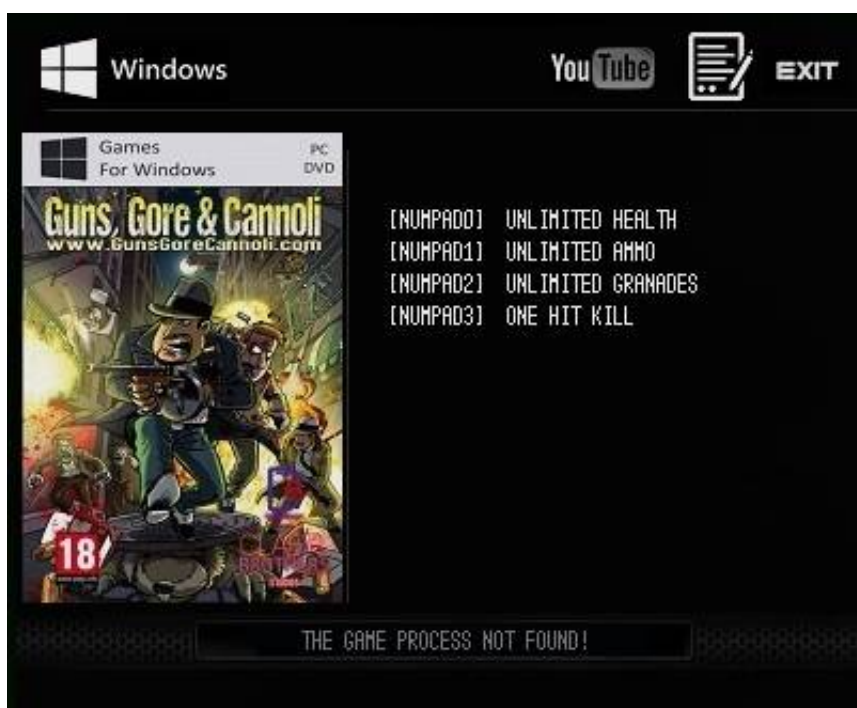 Windows
YouTube
EXIT
Games
For Windows
PC
DVD
Guns, Gore & Cannoli
www.GunsGoreCannoli.com
[NUMPAD0] UNLIMITED HEALTH
[NUMPAD1] UNLIMITED AMMO
[NUMPAD2] UNLIMITED GRANADES
[NUMPAD3] ONE HIT KILL
18
THE GAME PROCESS NOT FOUND!